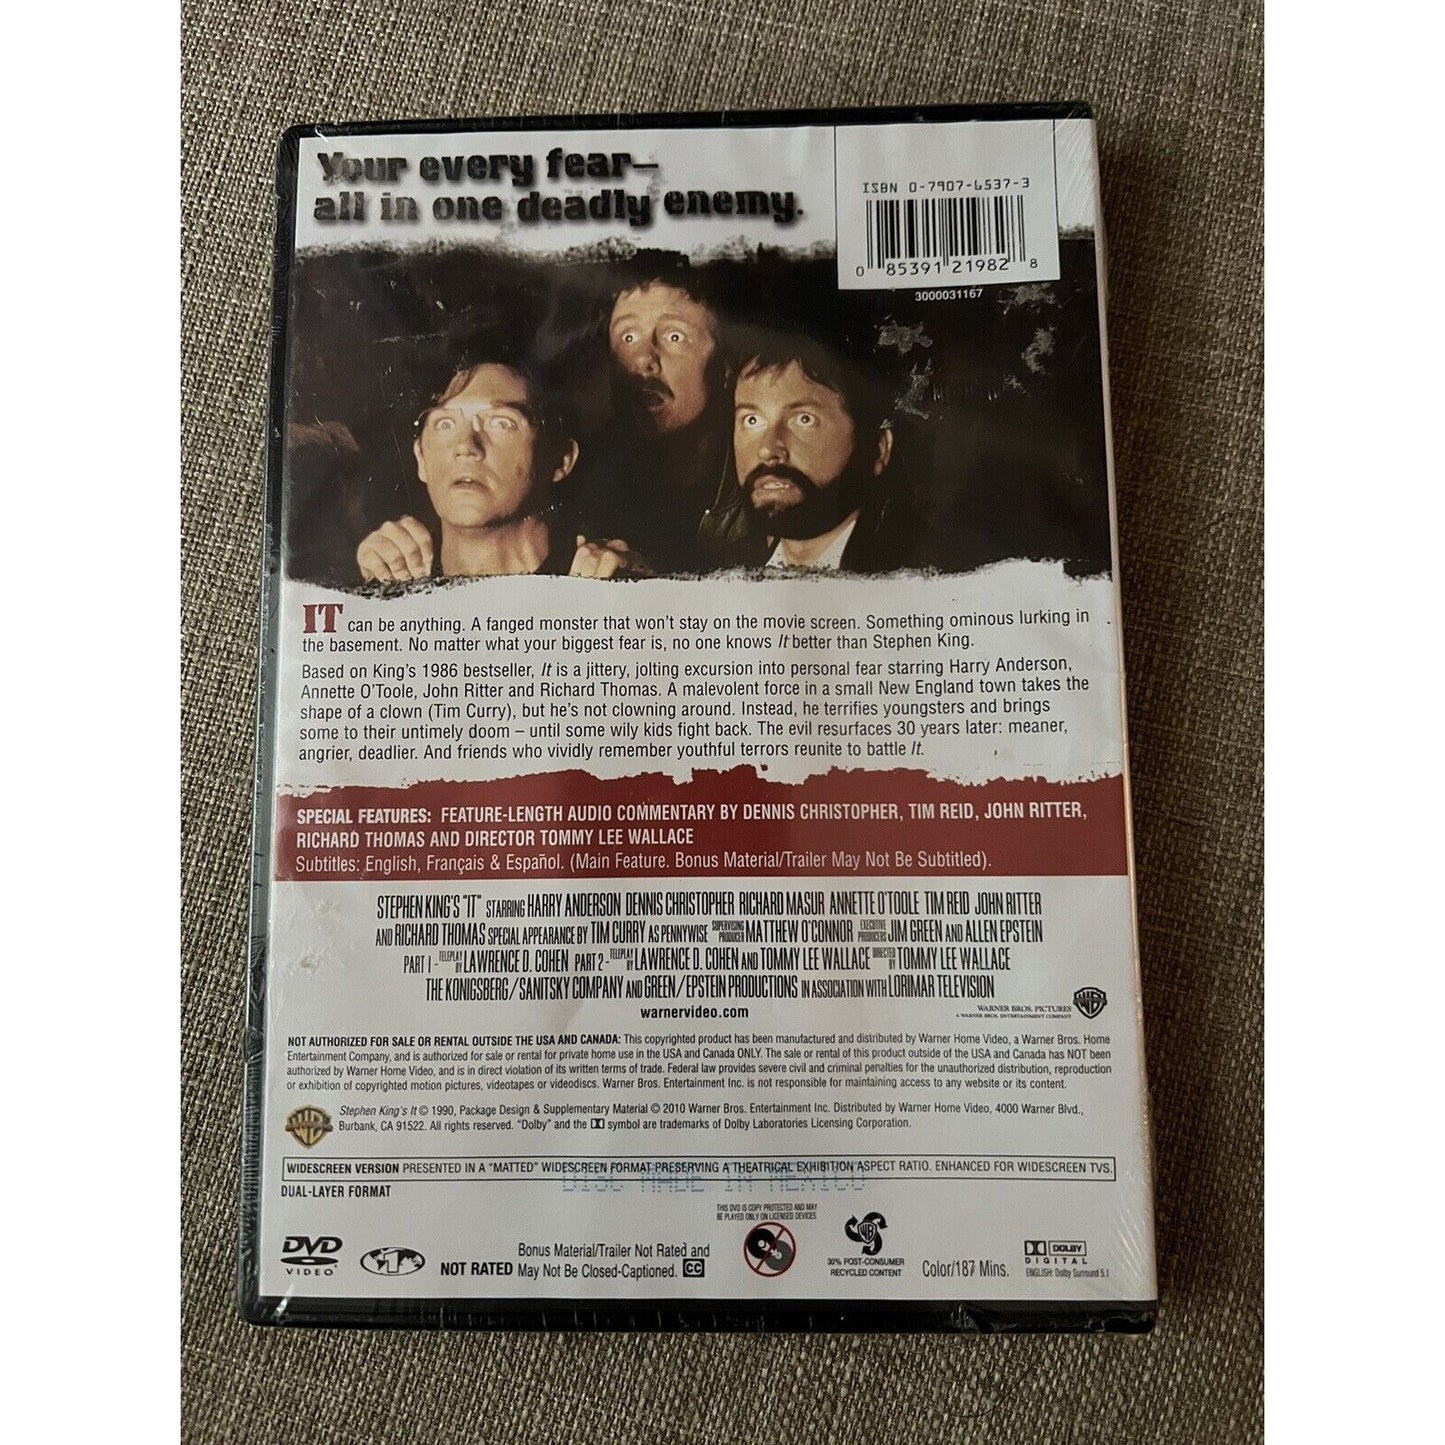 Your every fear—
all in one deadly enemy.
ISBN 0-7907-6537-3
0 85391 21982 8
3000031167
IT can be anything. A fanged monster that won't stay on the movie screen. Something ominous lurking in
the basement. No matter what your biggest fear is, no one knows It better than Stephen King.
Based on King's 1986 bestseller, It is a jittery, jolting excursion into personal fear starring Harry Anderson,
Annette O'Toole, John Ritter and Richard Thomas. A malevolent force in a small New England town takes the
shape of a clown (Tim Curry), but he's not clowning around. Instead, he terrifies youngsters and brings
some to their untimely doom – until some wily kids fight back. The evil resurfaces 30 years later: meaner,
angrier, deadlier. And friends who vividly remember youthful terrors reunite to battle It.
SPECIAL FEATURES: FEATURE-LENGTH AUDIO COMMENTARY BY DENNIS CHRISTOPHER, TIM REID, JOHN RITTER,
RICHARD THOMAS AND DIRECTOR TOMMY LEE WALLACE
Subtitles: English, Français & Español. (Main Feature. Bonus Material/Trailer May Not Be Subtitled).
STEPHEN KING'S "IT" STARRING HARRY ANDERSON DENNIS CHRISTOPHER RICHARD MASUR ANNETTE O'TOOLE TIM REID JOHN RITTER
AND RICHARD THOMAS SPECIAL APPEARANCE BY TIM CURRY AS PENNYWISE SUPERVISING PRODUCER MATTHEW O'CONNOR EXECUTIVE PRODUCERS JIM GREEN AND ALLEN EPSTEIN
PART 1 - TELEPLAY BY LAWRENCE D. COHEN PART 2 - TELEPLAY BY LAWRENCE D. COHEN AND TOMMY LEE WALLACE DIRECTED BY TOMMY LEE WALLACE
THE KONIGSBERG/SANITSKY COMPANY AND GREEN/EPSTEIN PRODUCTIONS IN ASSOCIATION WITH LORIMAR TELEVISION
warnervideo.com
WARNER BROS. PICTURES
A WARNER BROS. ENTERTAINMENT COMPANY
NOT AUTHORIZED FOR SALE OR RENTAL OUTSIDE THE USA AND CANADA: This copyrighted product has been manufactured and distributed by Warner Home Video, a Warner Bros. Home
Entertainment Company, and is authorized for sale or rental for private home use in the USA and Canada ONLY. The sale or rental of this product outside of the USA and Canada has NOT been
authorized by Warner Home Video, and is in direct violation of its written terms of trade. Federal law provides severe civil and criminal penalties for the unauthorized distribution, reproduction
or exhibition of copyrighted motion pictures, videotapes or videodiscs. Warner Bros. Entertainment Inc. is not responsible for maintaining access to any website or its content.
Stephen King's It © 1990, Package Design & Supplementary Material © 2010 Warner Bros. Entertainment Inc. Distributed by Warner Home Video, 4000 Warner Blvd.,
Burbank, CA 91522. All rights reserved. "Dolby" and the DD symbol are trademarks of Dolby Laboratories Licensing Corporation.
WIDESCREEN VERSION PRESENTED IN A "MATTED" WIDESCREEN FORMAT PRESERVING A THEATRICAL EXHIBITION ASPECT RATIO. ENHANCED FOR WIDESCREEN TVS.
DISC MADE IN MEXICO
DUAL-LAYER FORMAT
THIS DVD IS COPY PROTECTED AND MAY
BE PLAYED ONLY ON LICENSED DEVICES.
DVD
VIDEO
1
NOT RATED
Bonus Material/Trailer Not Rated and
May Not Be Closed-Captioned. CC
30% POST-CONSUMER
RECYCLED CONTENT
Color/187 Mins.
DOLBY
DIGITAL
ENGLISH: Dolby Surround 5.1